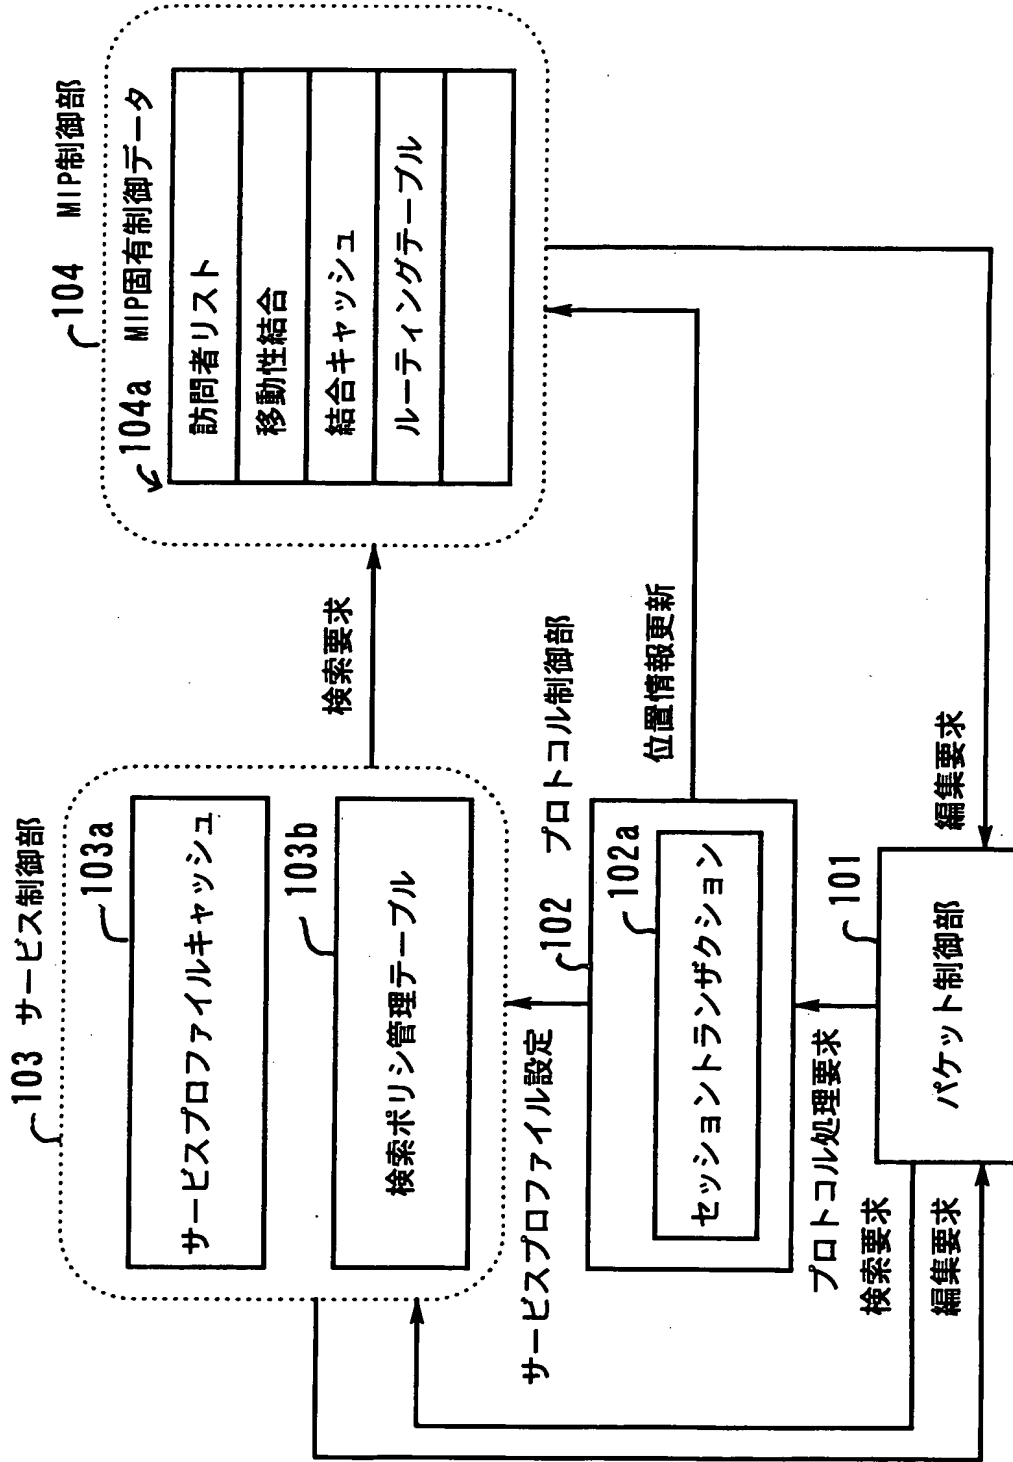 103 サービス制御部
103a
サービスプロファイルキャッシュ
103b
検索ポリシ管理テーブル
検索要求
104 MIP制御部
104a MIP固有制御データ
訪問者リスト
移動性結合
結合キャッシュ
ルーティングテーブル
サービスプロファイル設定
102 プロトコル制御部
102a
セッショントランザクション
位置情報更新
プロトコル処理要求
検索要求
編集要求
101
パケット制御部
編集要求